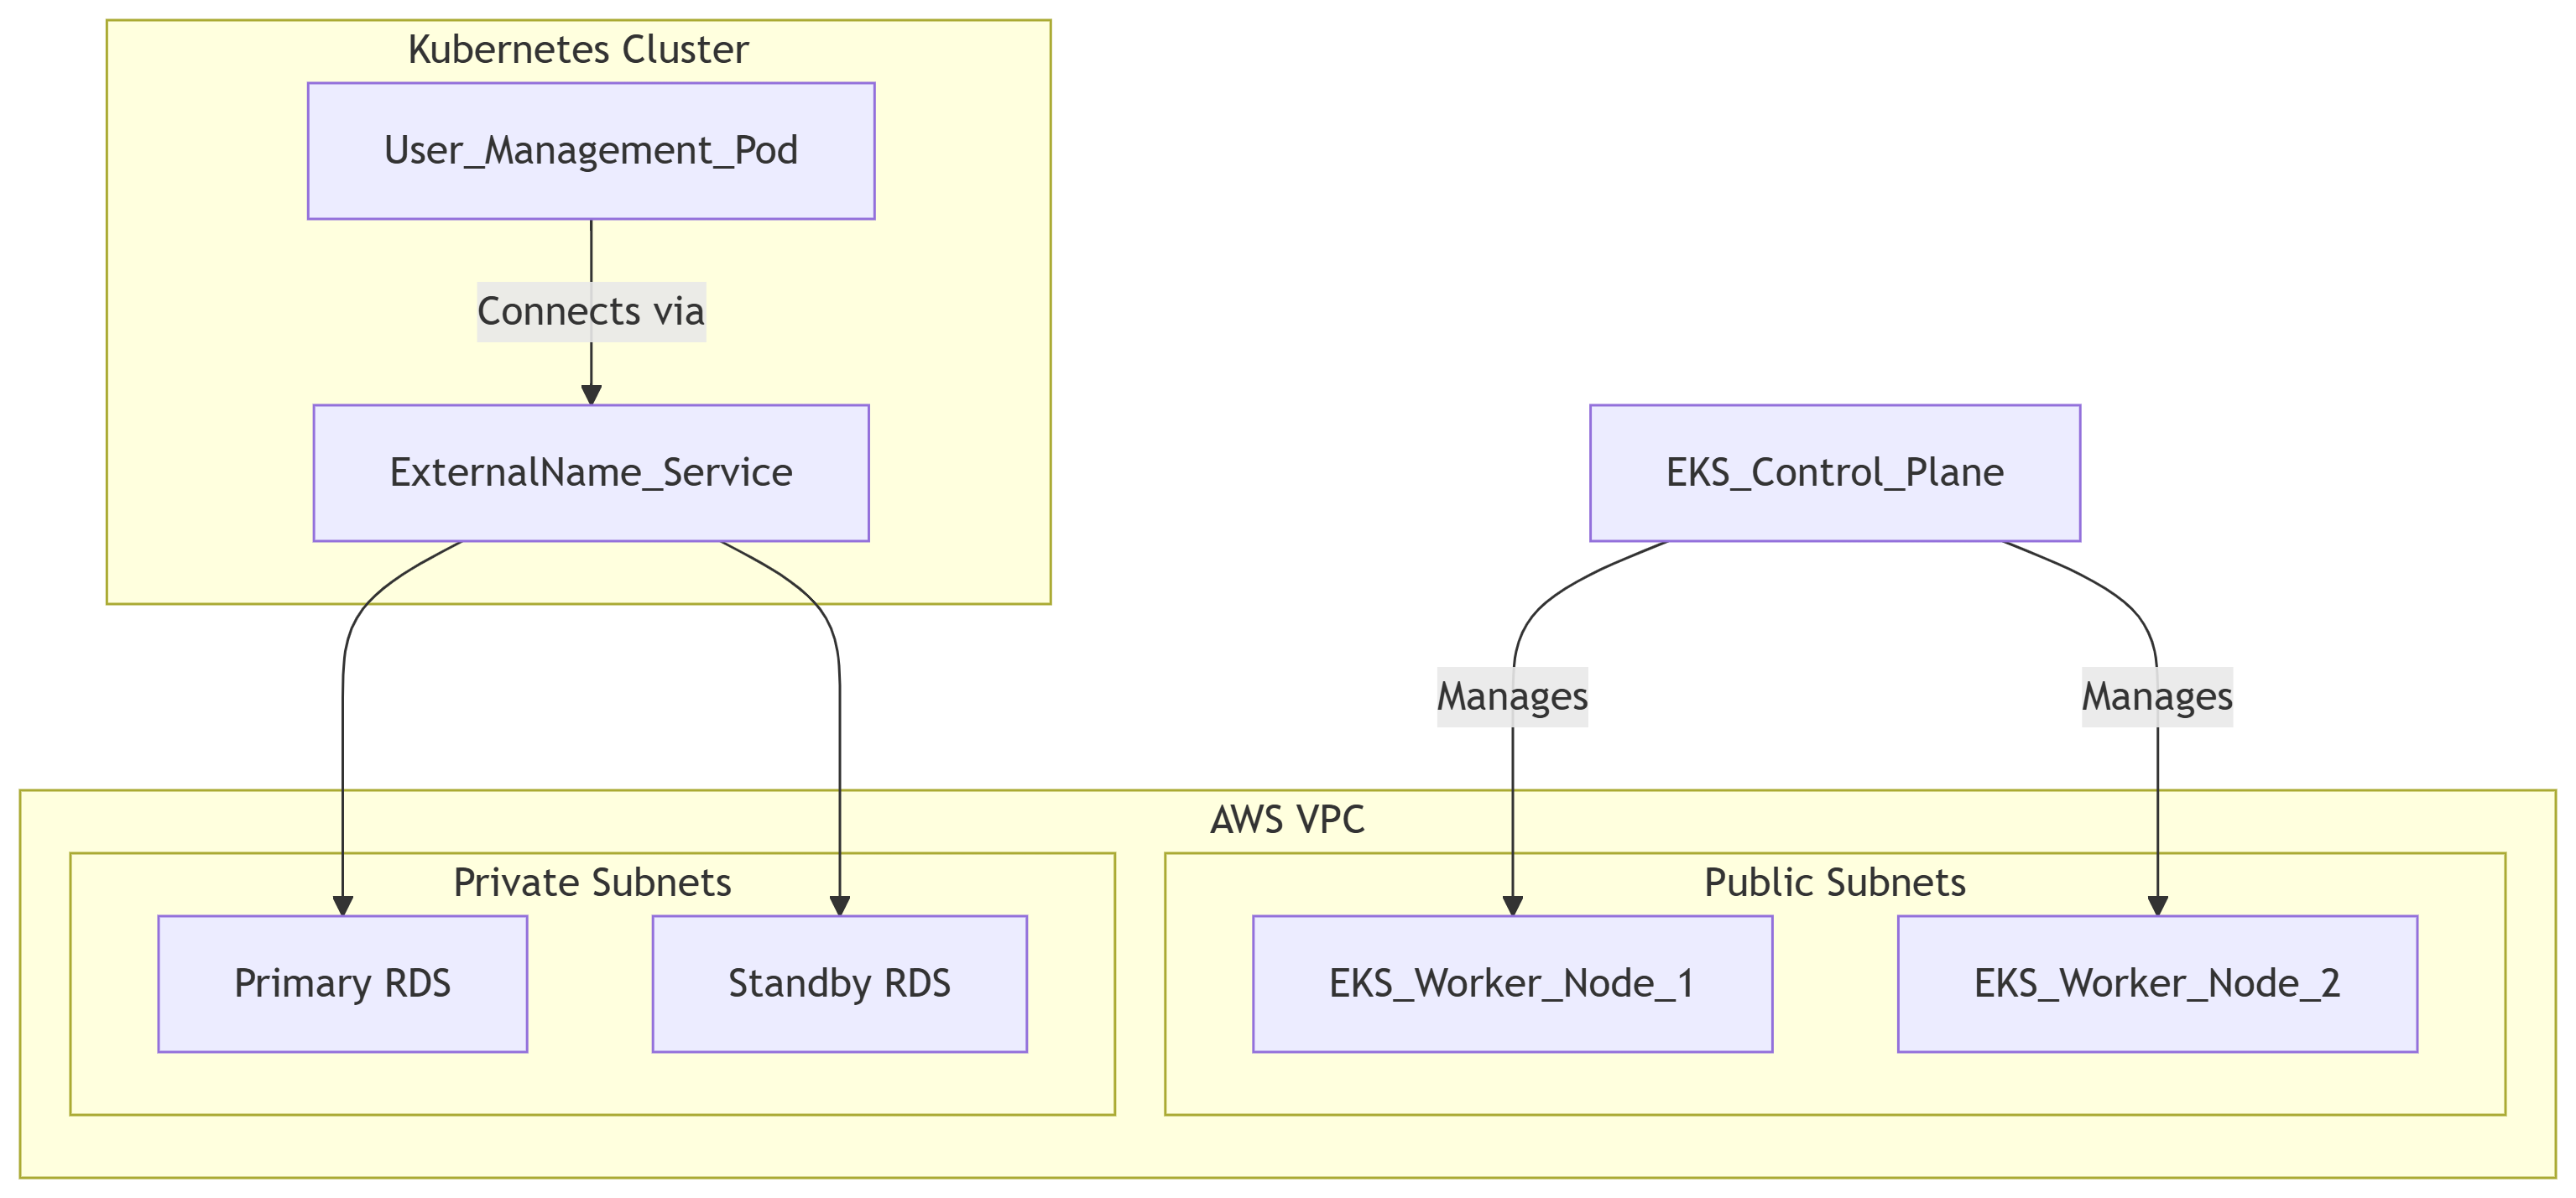 Kubernetes Cluster
User_Management_Pod
Connects via
ExternalName_Service
EKS_Control_Plane
Manages
Manages
AWS VPC
Private Subnets
Public Subnets
Primary RDS
Standby RDS
EKS_Worker_Node_1
EKS_Worker_Node_2